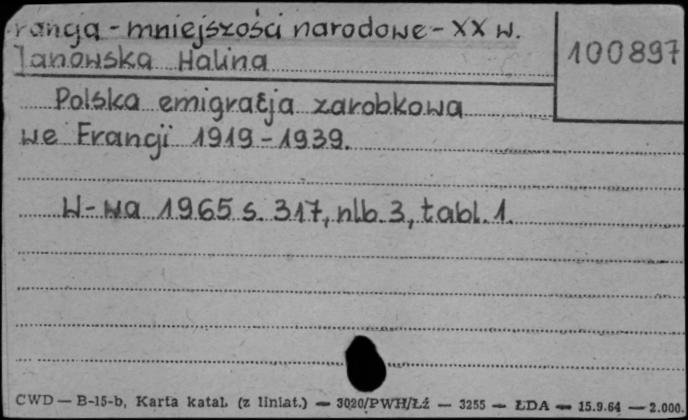 rancja - mniejszości narodowe - XX w.
Janowska Halina
100897
Polska emigracja zarobkowa
we Francji 1919-1939.
W-wa 1965 s. 317, nlb. 3, tabl. 1.
CWD — B-15-b, Karta katal. (z liniat.) — 3020/PWH/Łź — 3255 — ŁDA — 15.9.64 — 2.000.